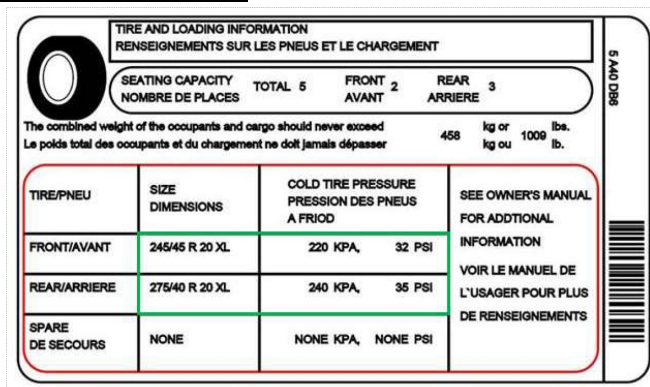 TIRE AND LOADING INFORMATION
RENSEIGNEMENTS SUR LES PNEUS ET LE CHARGEMENT
SEATING CAPACITY TOTAL 5 FRONT 2 REAR 3
NOMBRE DE PLACES AVANT ARRIERE
The combined weight of the occupants and cargo should never exceed 458 kg or 1009 lbs.
Le poids total des occupants et du chargement ne doit jamais dépasser kg ou lb.
TIRE/PNEU
SIZE
DIMENSIONS
COLD TIRE PRESSURE
PRESSION DES PNEUS
A FRIOD
FRONT/AVANT 245/45 R 20 XL 220 KPA, 32 PSI
REAR/ARRIERE 275/40 R 20 XL 240 KPA, 35 PSI
SPARE
DE SECOURS
NONE NONE KPA, NONE PSI
SEE OWNER'S MANUAL
FOR ADDTIONAL
INFORMATION
VOIR LE MANUEL DE
L`USAGER POUR PLUS
DE RENSEIGNEMENTS
5 A40 DB6